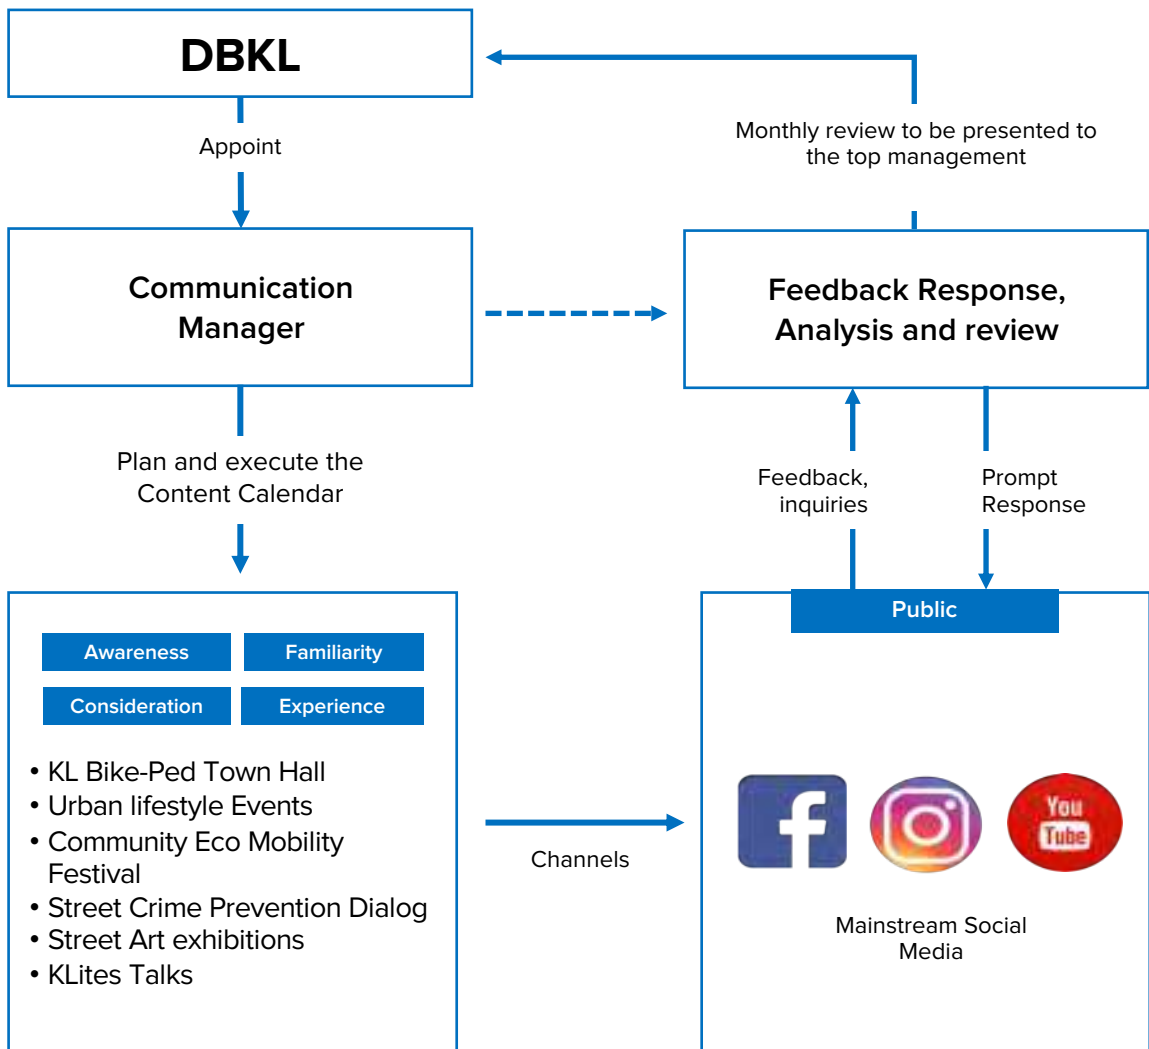 DBKL
Appoint
Monthly review to be presented to
the top management
Communication
Manager
Feedback Response,
Analysis and review
Plan and execute the
Content Calendar
Feedback,
inquiries
Prompt
Response
Awareness
Familiarity
Consideration
Experience
• KL Bike-Ped Town Hall
• Urban lifestyle Events
• Community Eco Mobility
Festival
• Street Crime Prevention Dialog
• Street Art exhibitions
• KLites Talks
Channels
Public
f
You
Tube
Mainstream Social
Media